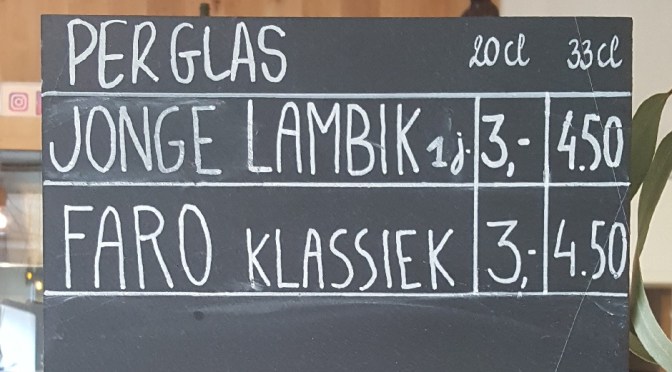 PER GLAS 20cl 33cl
JONGE LAMBIK 1j. 3,- 4.50
FARO KLASSIEK 3,- 4.50